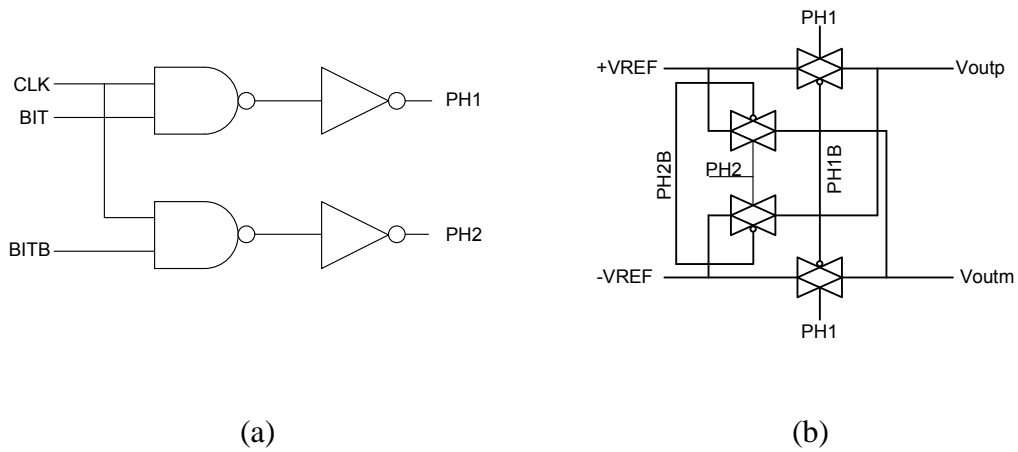 CLK
BIT
PH1
BITB
PH2
(a)
PH1
+VREF
Voutp
PH2B
PH2
PH1B
-VREF
Voutm
PH1
(b)